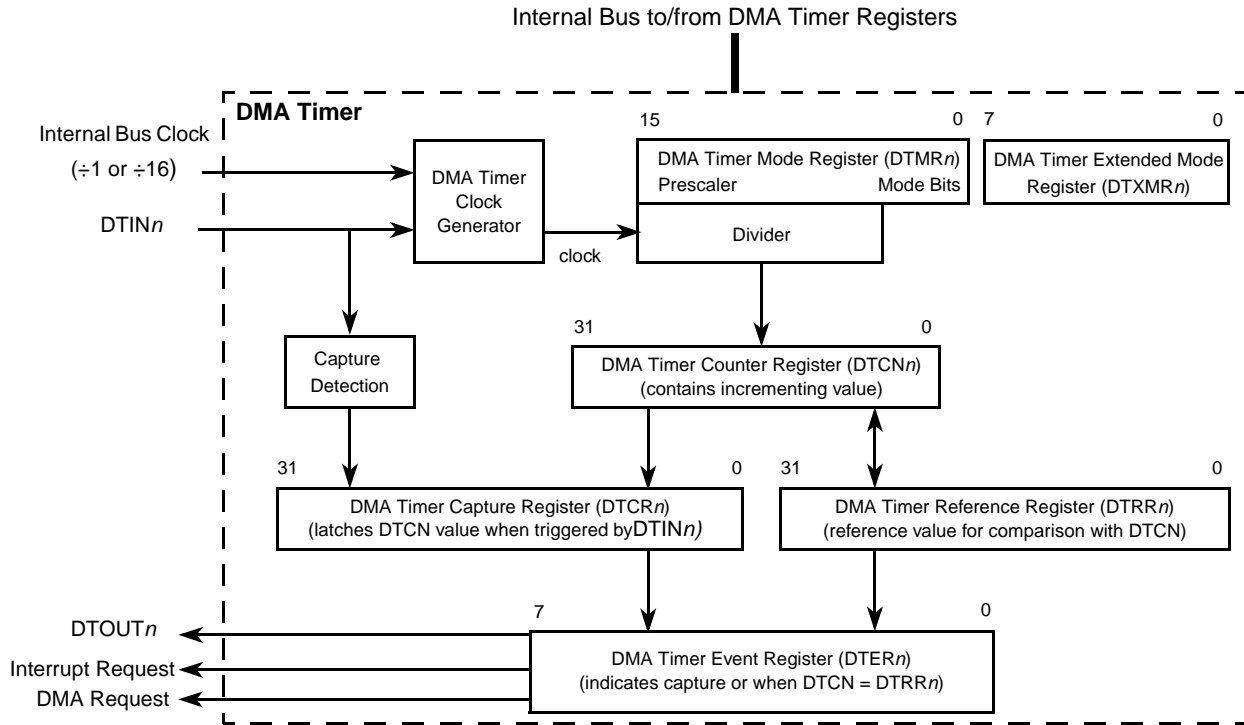 Internal Bus to/from DMA Timer Registers
DMA Timer
15 0 7 0
Internal Bus Clock
(÷1 or ÷16)
DTINn
DMA Timer
Clock
Generator
clock
DMA Timer Mode Register (DTMRn)
Prescaler Mode Bits
Divider
DMA Timer Extended Mode
Register (DTXMRn)
31 0
Capture
Detection
DMA Timer Counter Register (DTCNn)
(contains incrementing value)
31 0 31 0
DMA Timer Capture Register (DTCRn)
(latches DTCN value when triggered byDTINn)
DMA Timer Reference Register (DTRRn)
(reference value for comparison with DTCN)
7 0
DTOUTn
Interrupt Request
DMA Request
DMA Timer Event Register (DTERn)
(indicates capture or when DTCN = DTRRn)